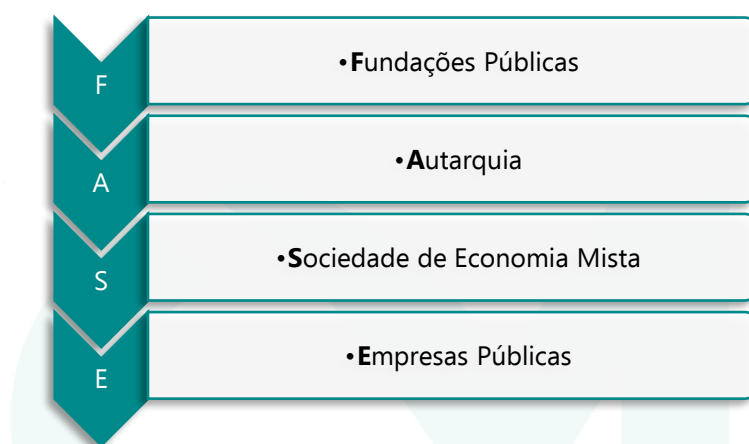 F
•Fundações Públicas
A
•Autarquia
S
•Sociedade de Economia Mista
E
•Empresas Públicas